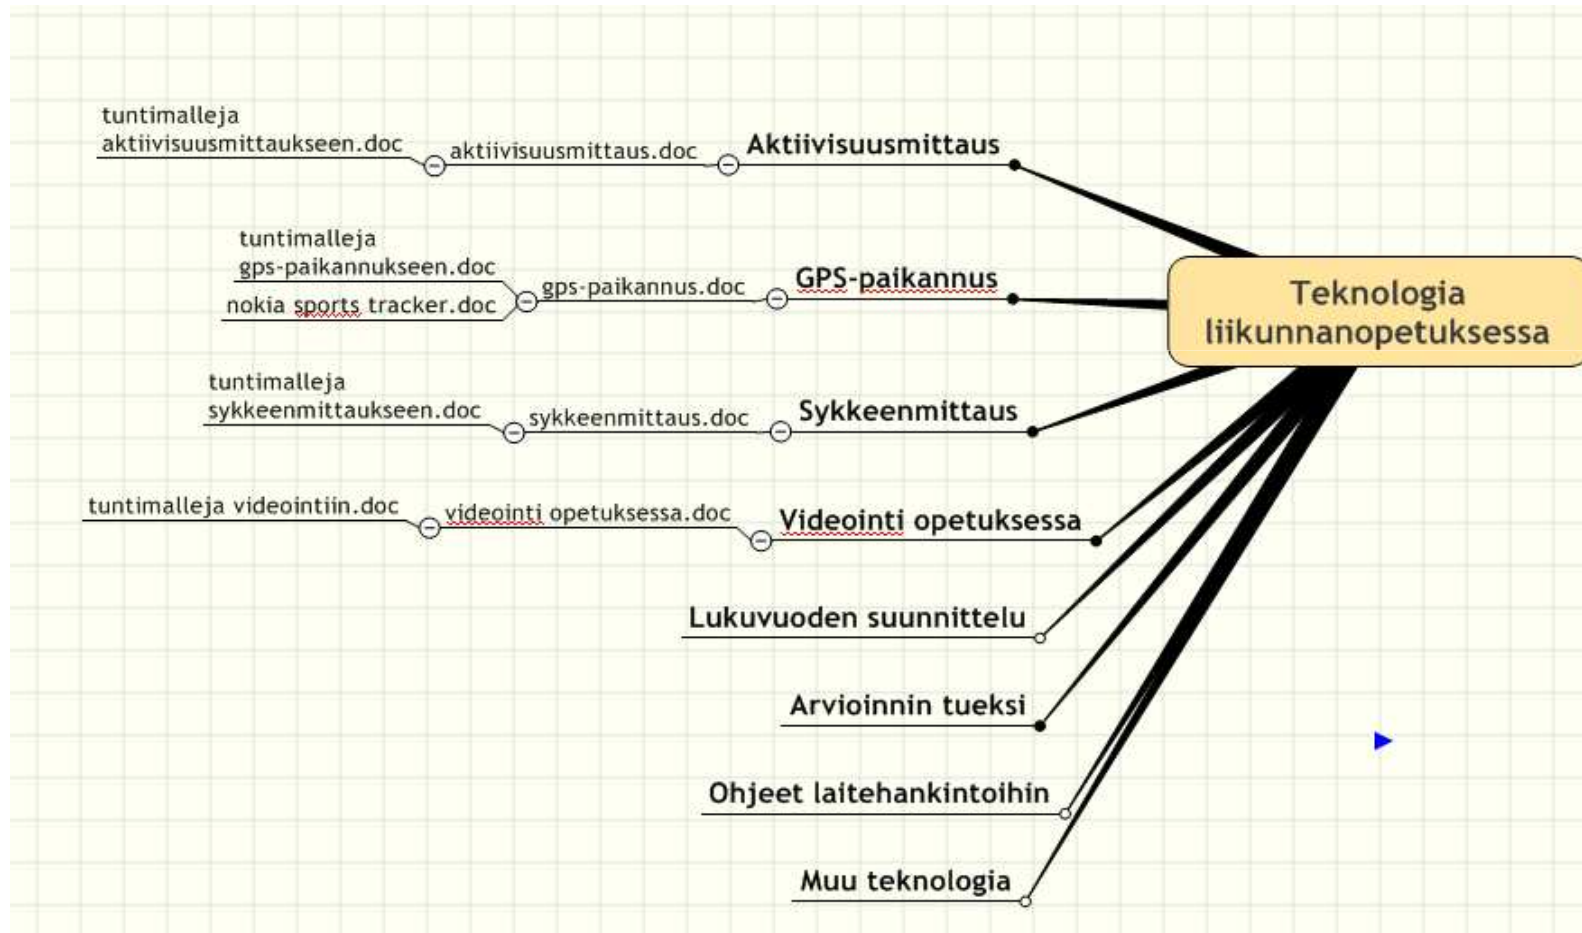 tuntimalleja
aktiivisuusmittaukseen.doc
aktiivisuusmittaus.doc
Aktiivisuusmittaus
tuntimalleja
gps-paikannukseen.doc
nokia sports tracker.doc
gps-paikannus.doc
GPS-paikannus
Teknologia
liikunnanopetuksessa
tuntimalleja
sykkeenmittaukseen.doc
sykkeenmittaus.doc
Sykkeenmittaus
tuntimalleja videointiin.doc
videointi opetuksessa.doc
Videointi opetuksessa
Lukuvuoden suunnittelu
Arvioinnin tueksi
Ohjeet laitehankintoihin
Muu teknologia